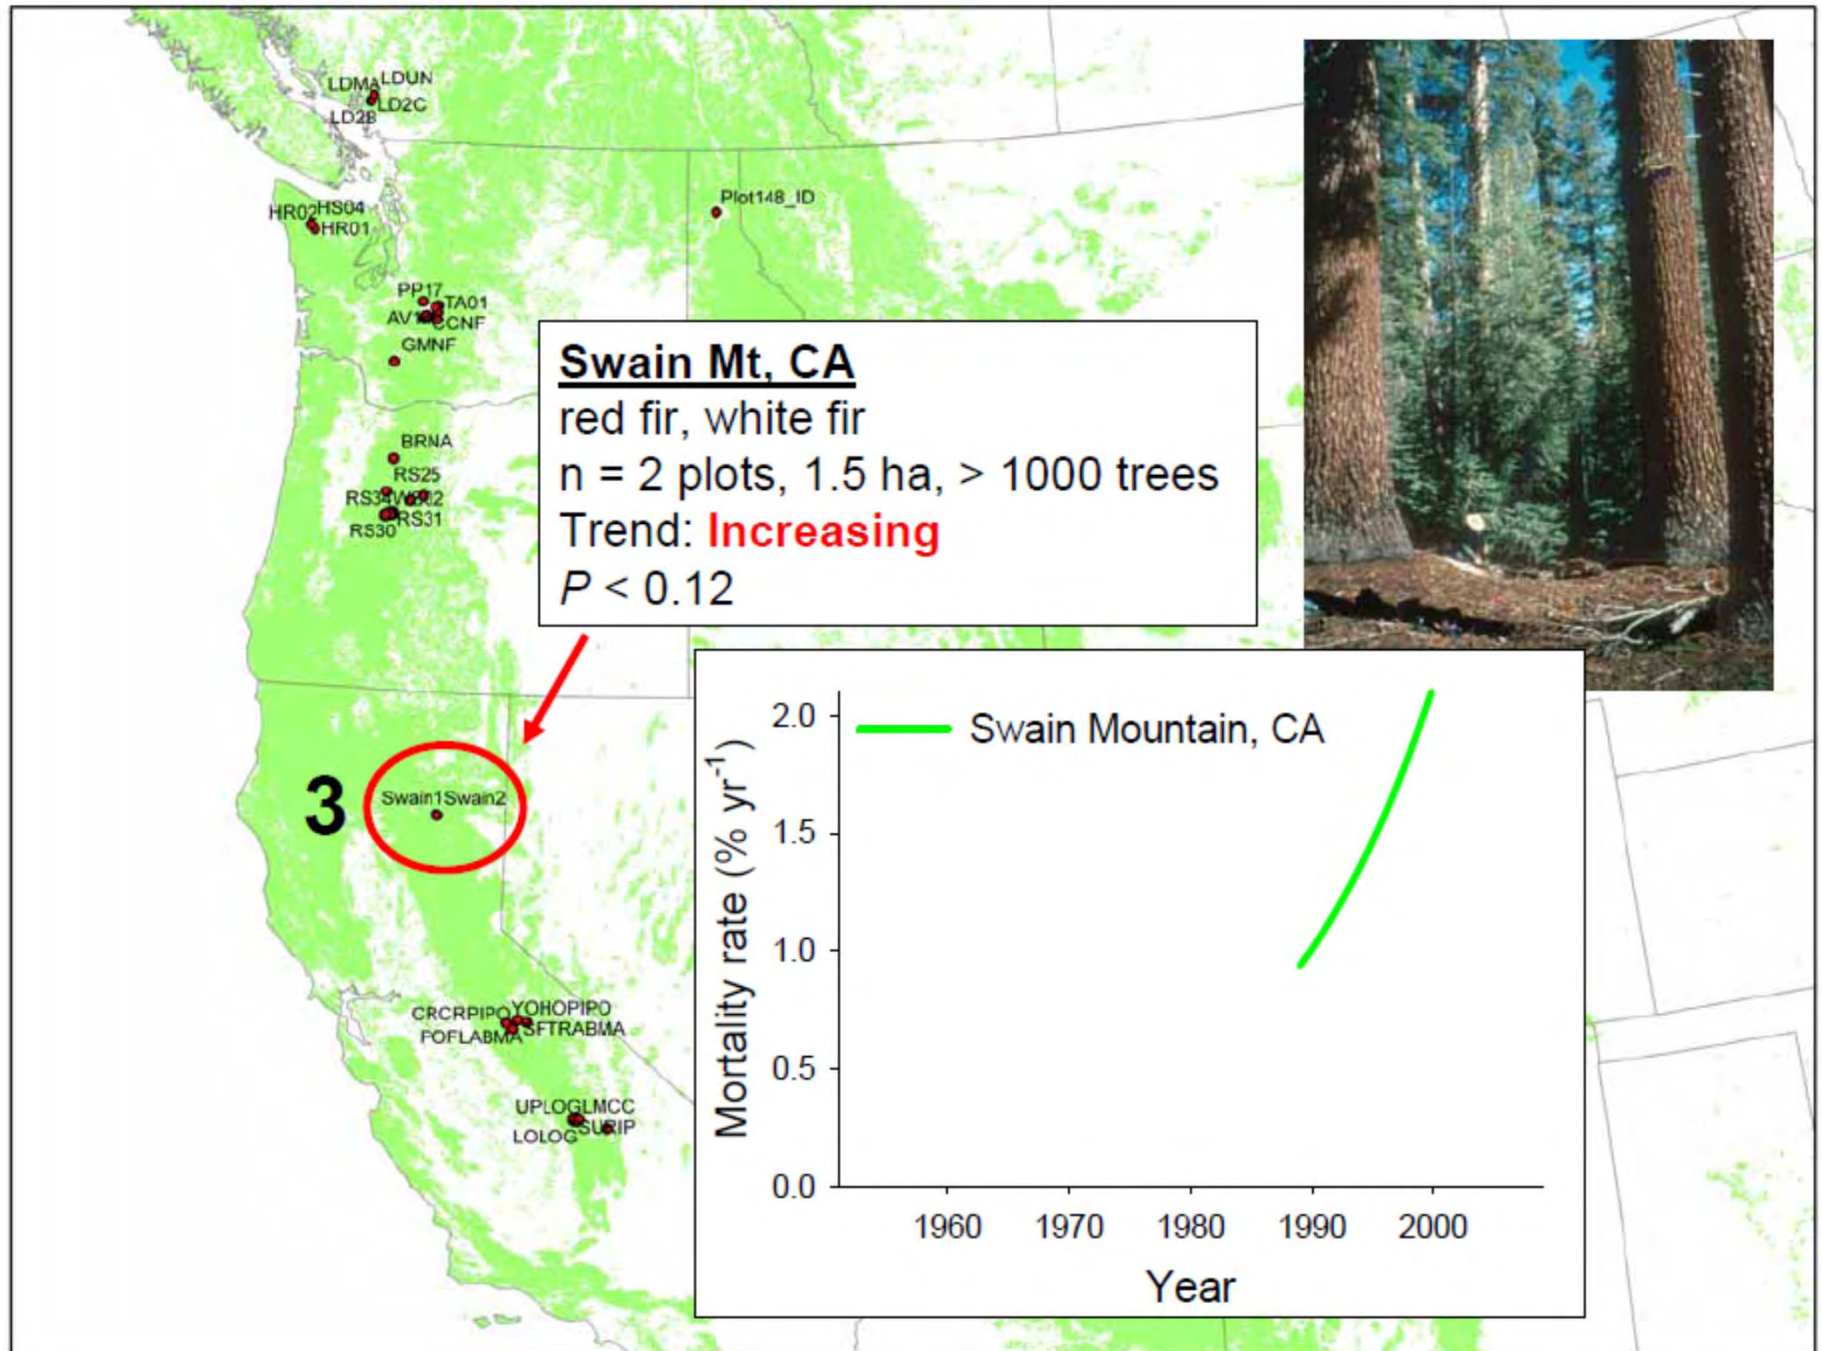 LDMA LDUN
LD2C
LD2B
HR02 HS04
HR01
Plot148_ID
PP17
TA01
CCNF
GMNF
BRNA
RS25
RS34
RS31
RS30
Swain Mt, CA
red fir, white fir
n = 2 plots, 1.5 ha, > 1000 trees
Trend: Increasing
P < 0.12
3
Swain1 Swain2
CRCRPIPO YOHOPIPO
POFLABMA SFTRABMA
UPLOG LMCC
LOLOG SURIP
Swain Mountain, CA
Mortality rate (% yr⁻¹)
2.0
1.5
1.0
0.5
0.0
1960 1970 1980 1990 2000
Year